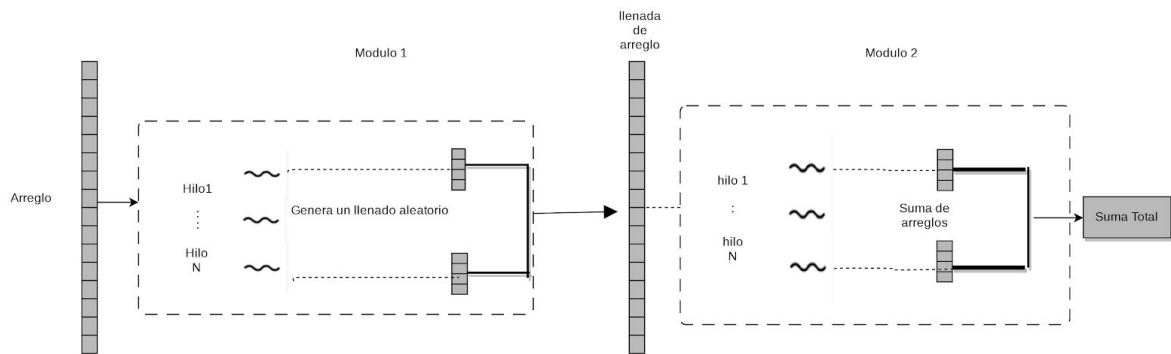 Arreglo
Modulo 1
Hilo1
:
Hilo
N
Genera un llenado aleatorio
llenada
de
arreglo
Modulo 2
hilo 1
:
hilo
N
Suma de
arreglos
Suma Total